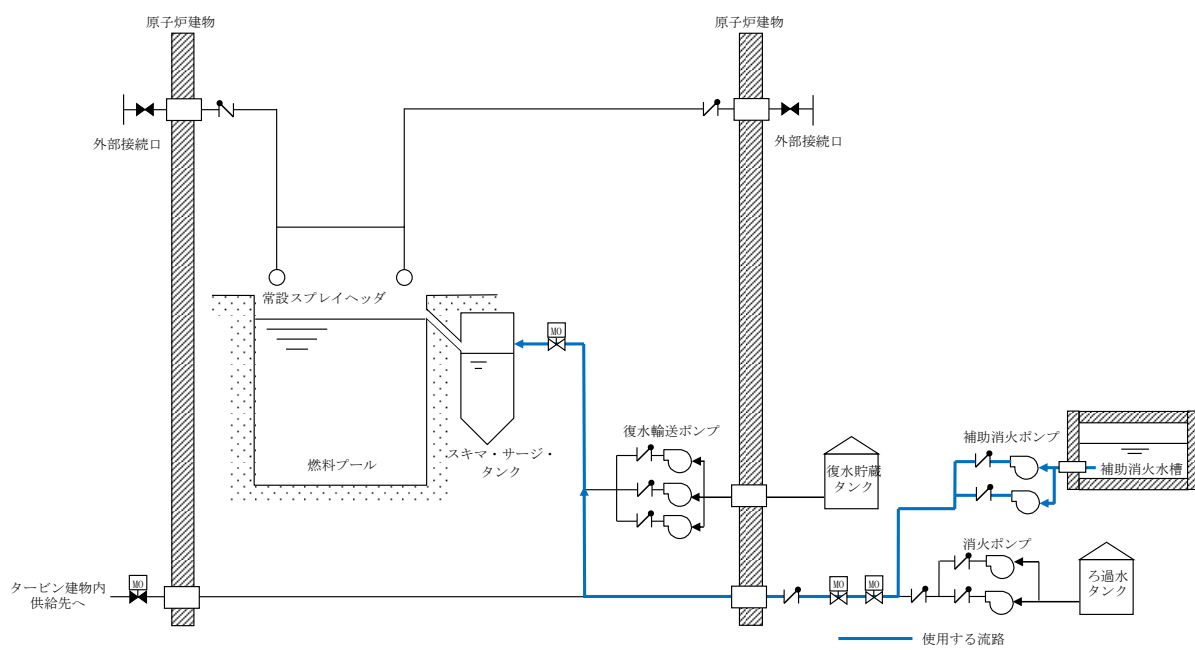 原子炉建物
原子炉建物
外部接続口
外部接続口
常設スプレイヘッダ
MO
復水輸送ポンプ
補助消火ポンプ
スキマ・サージ・
タンク
燃料プール
復水貯蔵
タンク
補助消火水槽
消火ポンプ
タービン建物内
供給先へ
MO
MO
MO
ろ過水
タンク
使用する流路